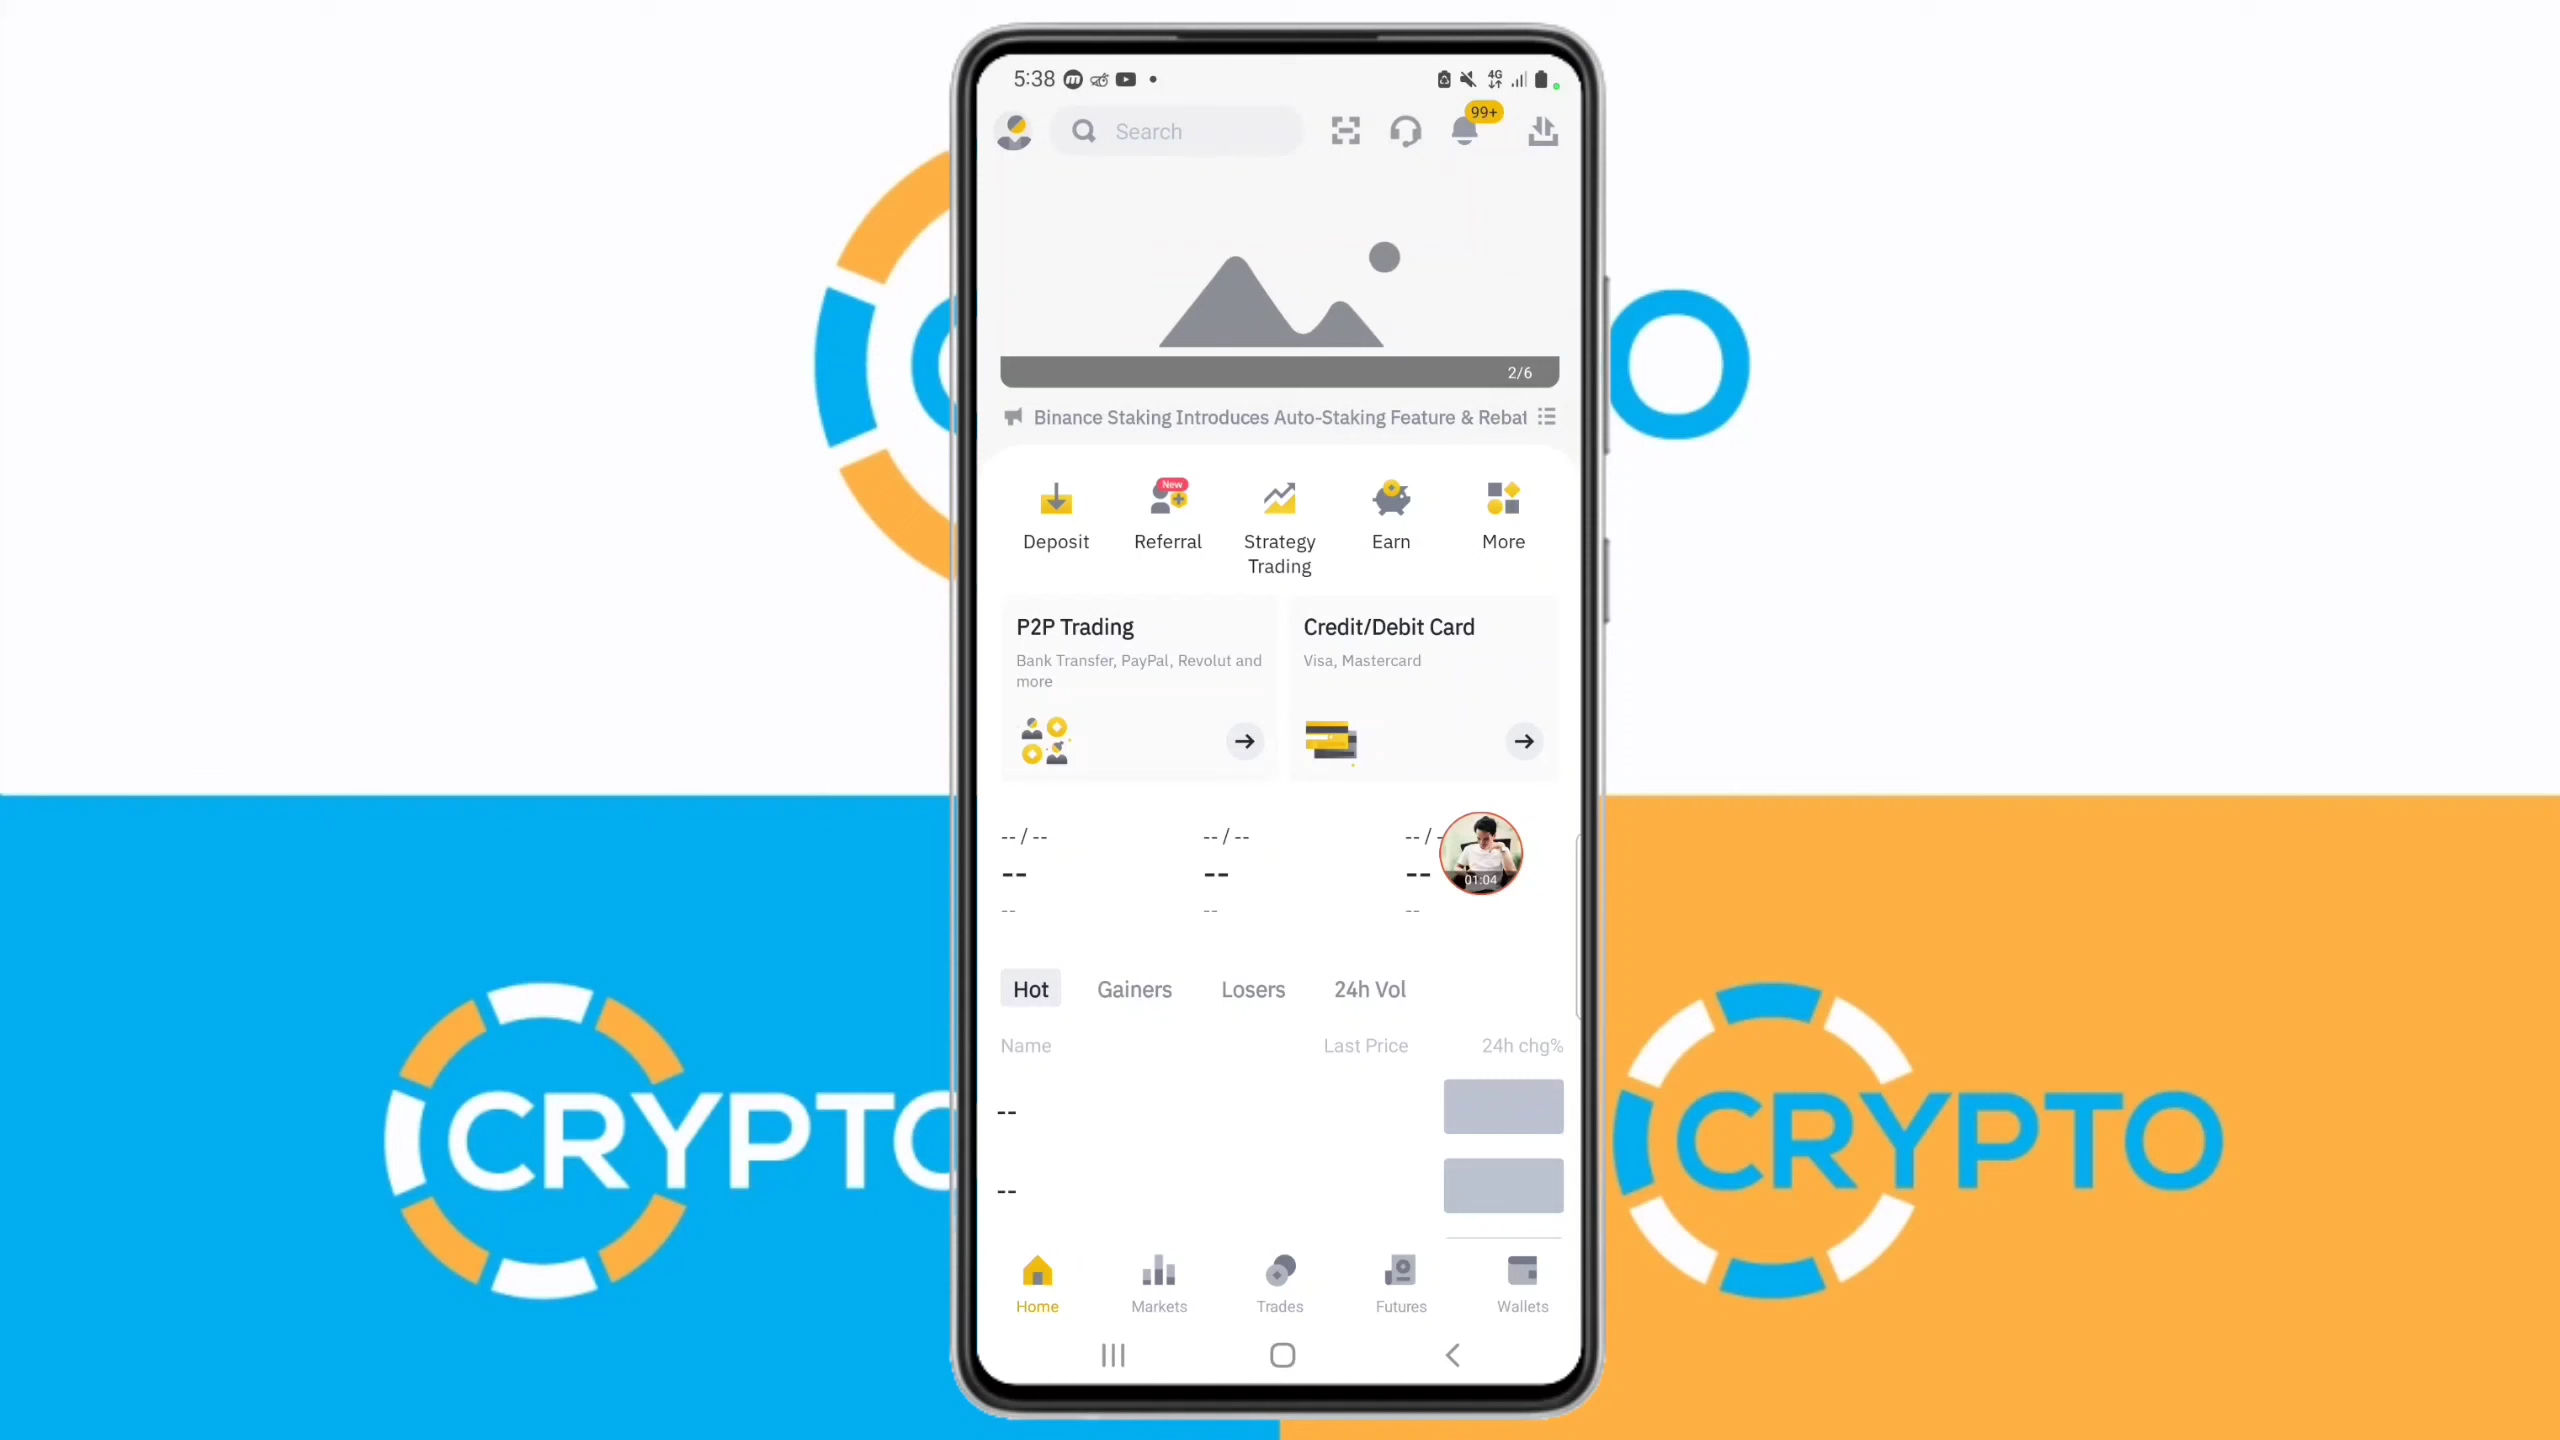 5:38
4G
99+
Search
2/6
Binance Staking Introduces Auto-Staking Feature & Rebat
New
Deposit
Referral
Strategy
Trading
Earn
More
P2P Trading
Bank Transfer, PayPal, Revolut and
more
Credit/Debit Card
Visa, Mastercard
-- / --
-- / --
-- / -
--
--
--
01:04
--
--
--
Hot
Gainers
Losers
24h Vol
Name
Last Price
24h chg%
--
--
Home
Markets
Trades
Futures
Wallets
C
O
CRYPTO
CRYPTO